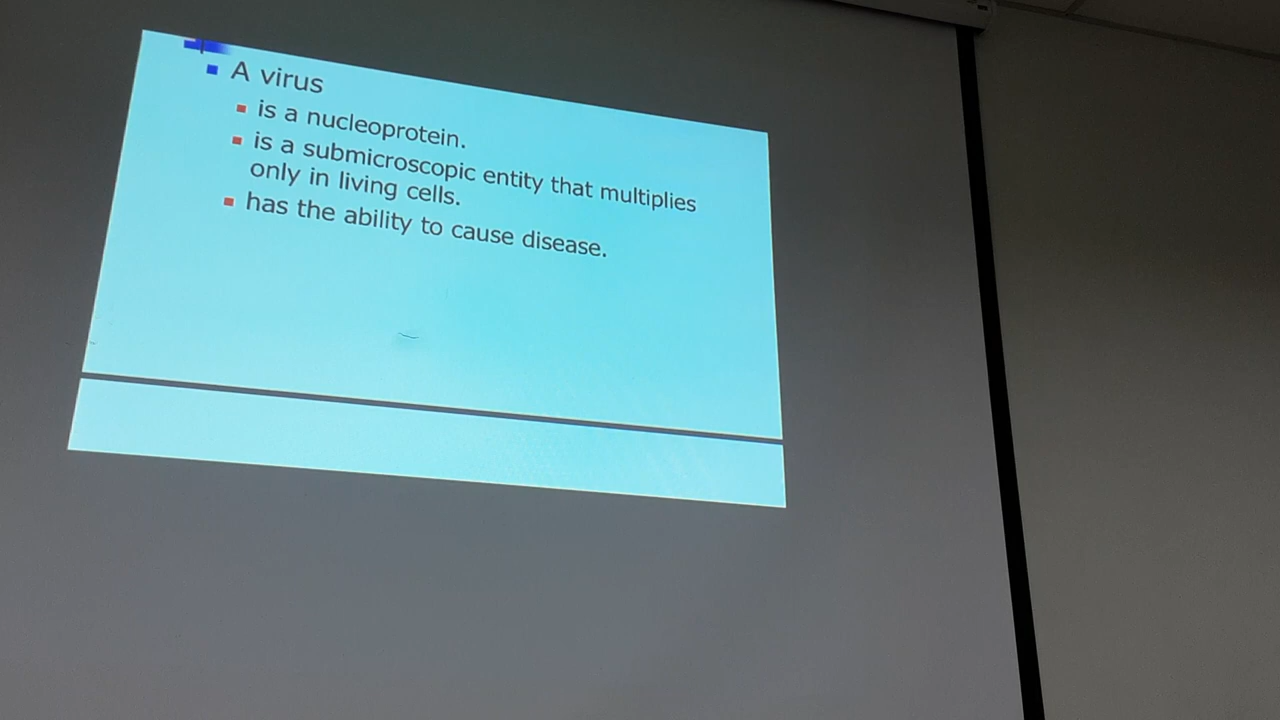 A virus
is a nucleoprotein.
is a submicroscopic entity that multiplies
only in living cells.
has the ability to cause disease.